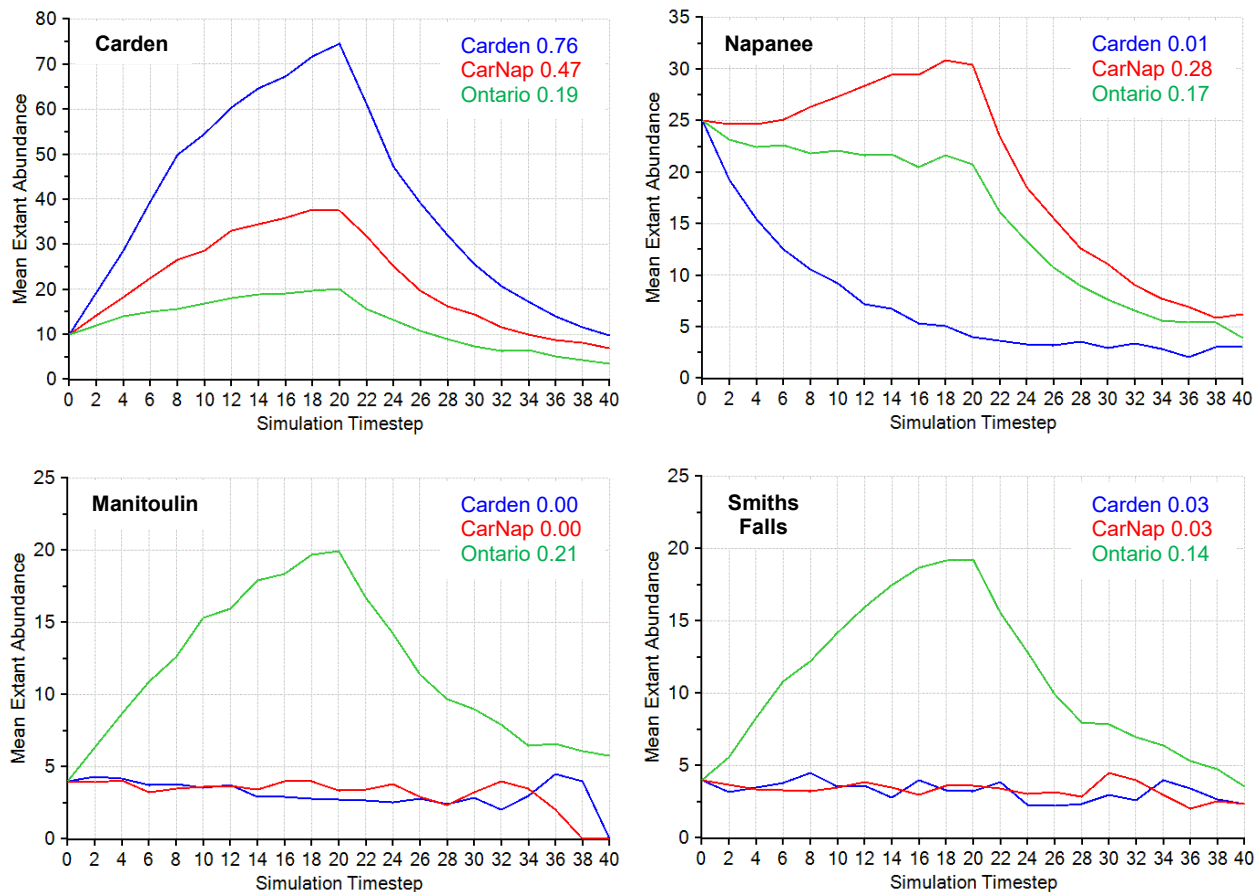 Carden
Carden 0.76
CarNap 0.47
Ontario 0.19
Mean Extant Abundance
80
70
60
50
40
30
20
10
0
0 2 4 6 8 10 12 14 16 18 20 22 24 26 28 30 32 34 36 38 40
Simulation Timestep
Napanee
Carden 0.01
CarNap 0.28
Ontario 0.17
Mean Extant Abundance
35
30
25
20
15
10
5
0
0 2 4 6 8 10 12 14 16 18 20 22 24 26 28 30 32 34 36 38 40
Simulation Timestep
Manitoulin
Carden 0.00
CarNap 0.00
Ontario 0.21
Mean Extant Abundance
25
20
15
10
5
0
0 2 4 6 8 10 12 14 16 18 20 22 24 26 28 30 32 34 36 38 40
Simulation Timestep
Smiths
Falls
Carden 0.03
CarNap 0.03
Ontario 0.14
Mean Extant Abundance
25
20
15
10
5
0
0 2 4 6 8 10 12 14 16 18 20 22 24 26 28 30 32 34 36 38 40
Simulation Timestep